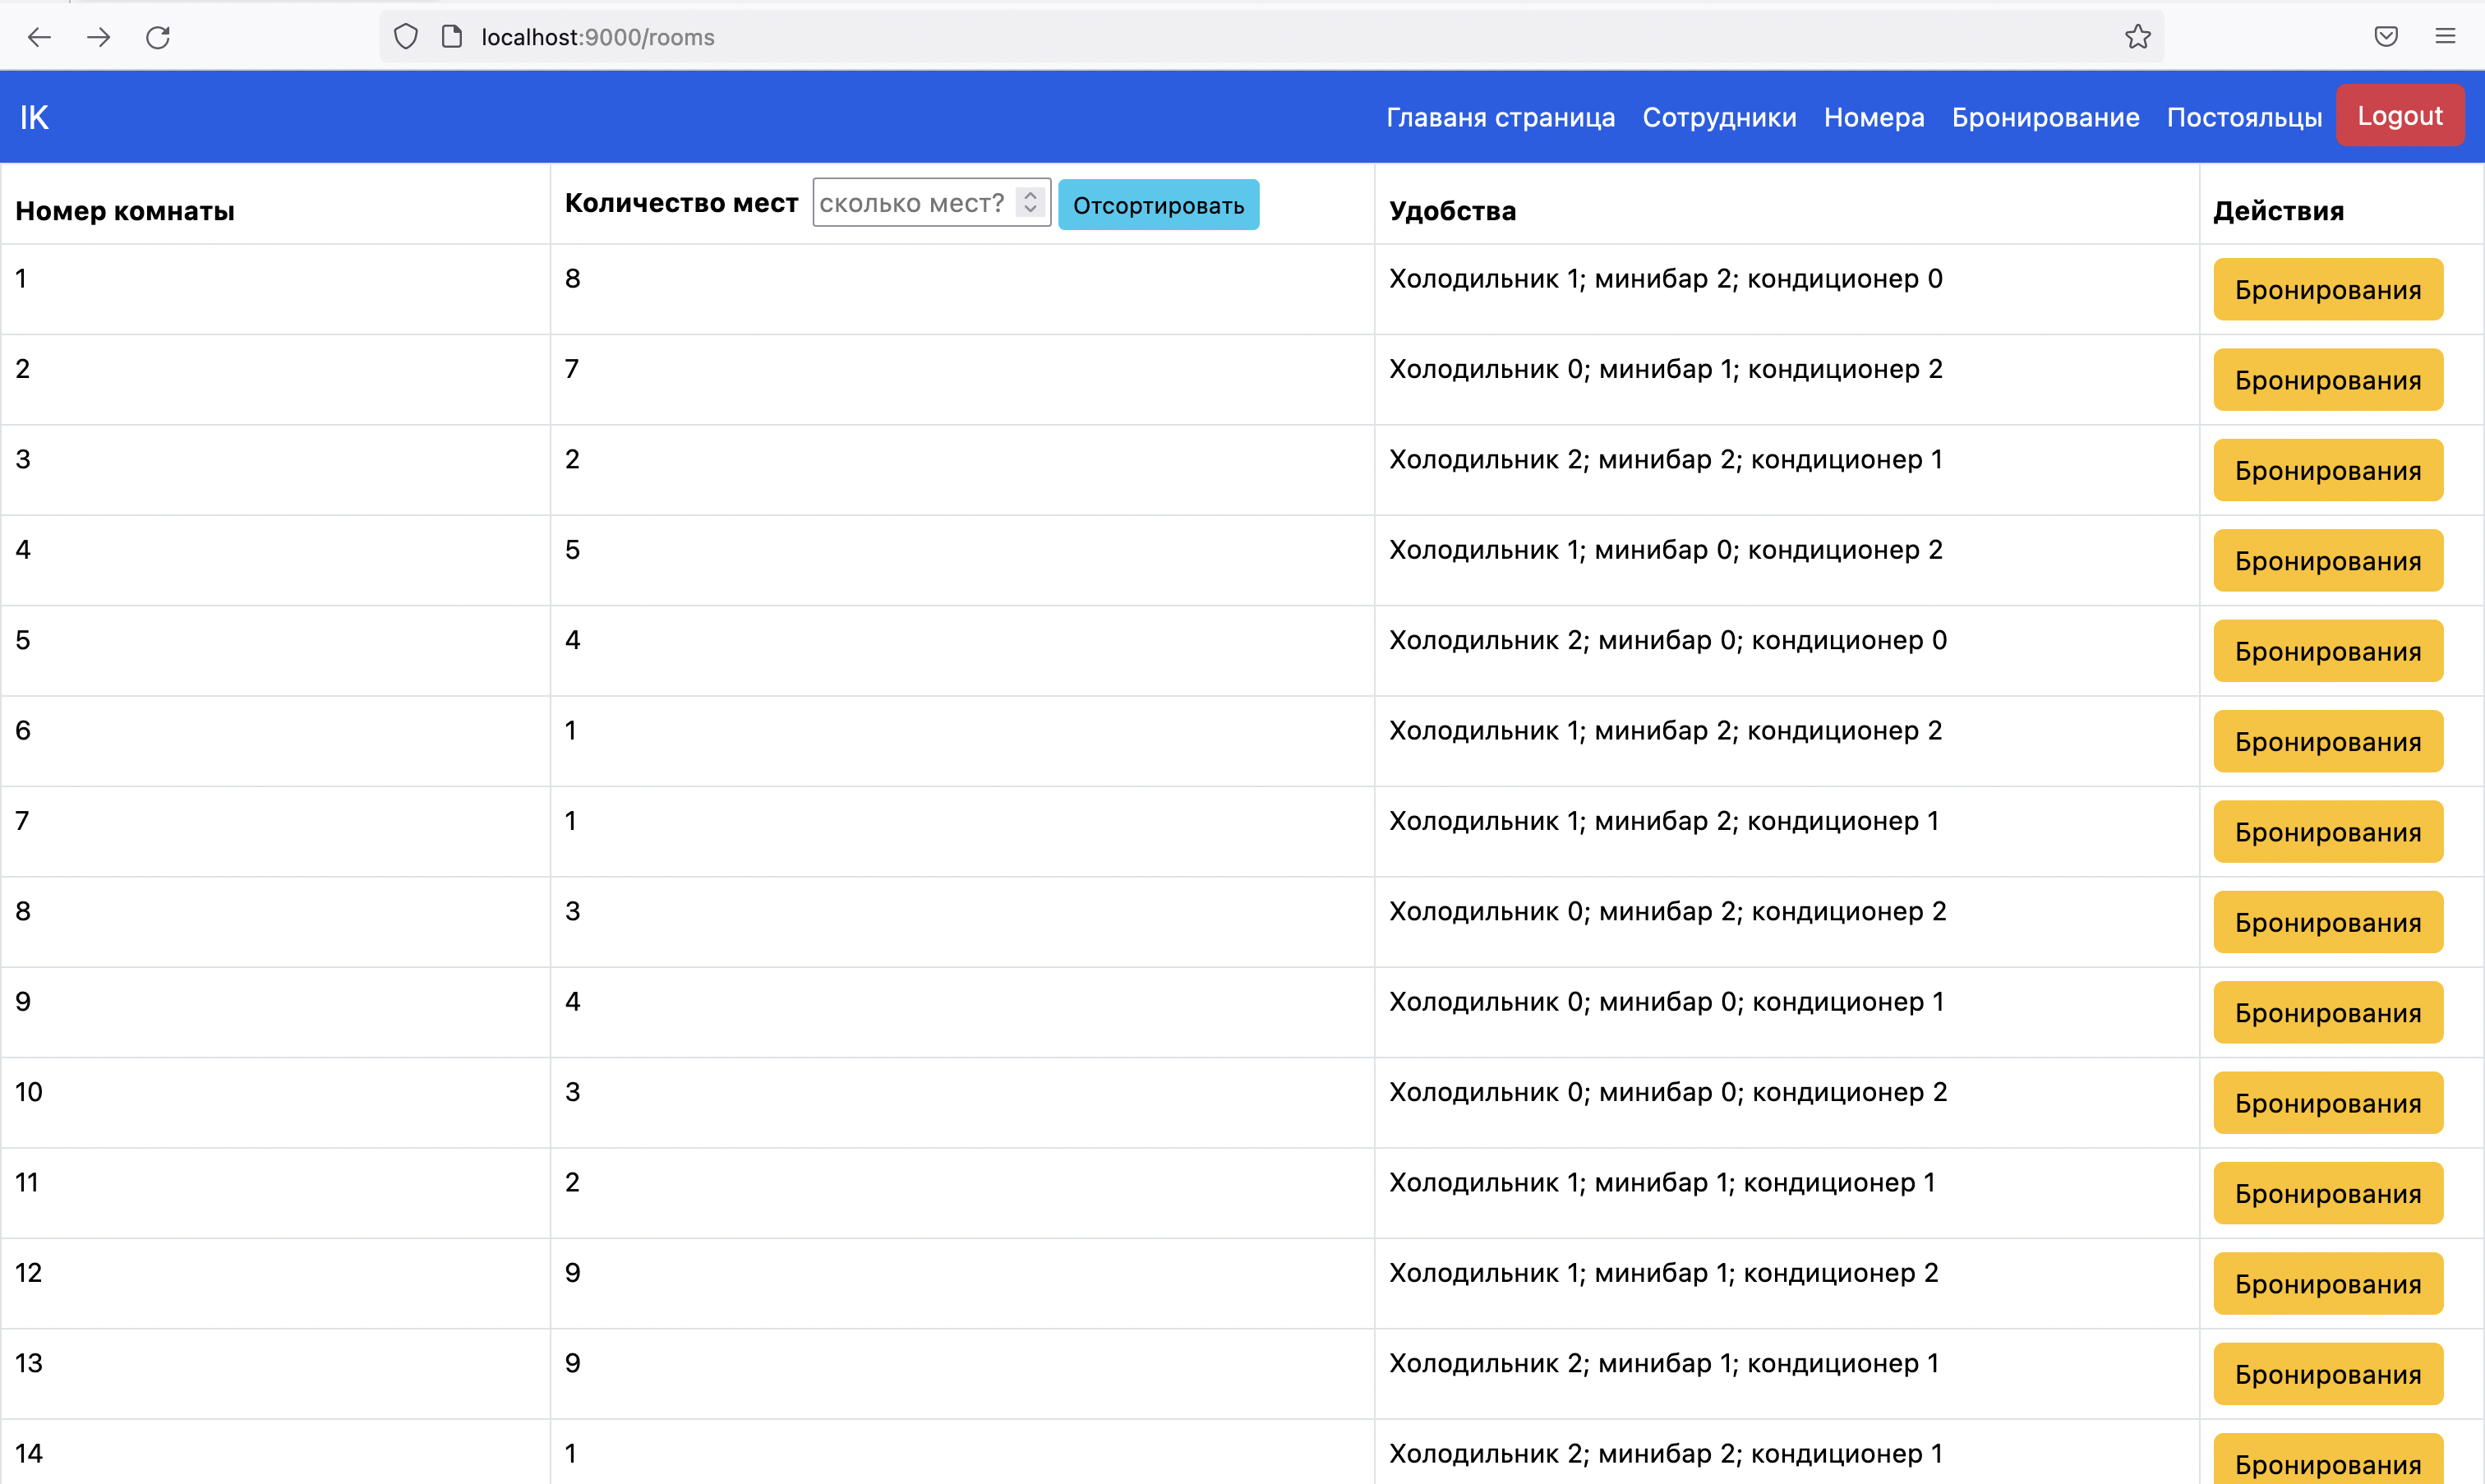 localhost:9000/rooms
IK Главаня страница Сотрудники Номера Бронирование Постояльцы Logout
Номер комнаты Количество мест сколько мест? Отсортировать Удобства Действия
1 8 Холодильник 1; минибар 2; кондиционер 0 Бронирования
2 7 Холодильник 0; минибар 1; кондиционер 2 Бронирования
3 2 Холодильник 2; минибар 2; кондиционер 1 Бронирования
4 5 Холодильник 1; минибар 0; кондиционер 2 Бронирования
5 4 Холодильник 2; минибар 0; кондиционер 0 Бронирования
6 1 Холодильник 1; минибар 2; кондиционер 2 Бронирования
7 1 Холодильник 1; минибар 2; кондиционер 1 Бронирования
8 3 Холодильник 0; минибар 2; кондиционер 2 Бронирования
9 4 Холодильник 0; минибар 0; кондиционер 1 Бронирования
10 3 Холодильник 0; минибар 0; кондиционер 2 Бронирования
11 2 Холодильник 1; минибар 1; кондиционер 1 Бронирования
12 9 Холодильник 1; минибар 1; кондиционер 2 Бронирования
13 9 Холодильник 2; минибар 1; кондиционер 1 Бронирования
14 1 Холодильник 2; минибар 2; кондиционер 1 Бронирования